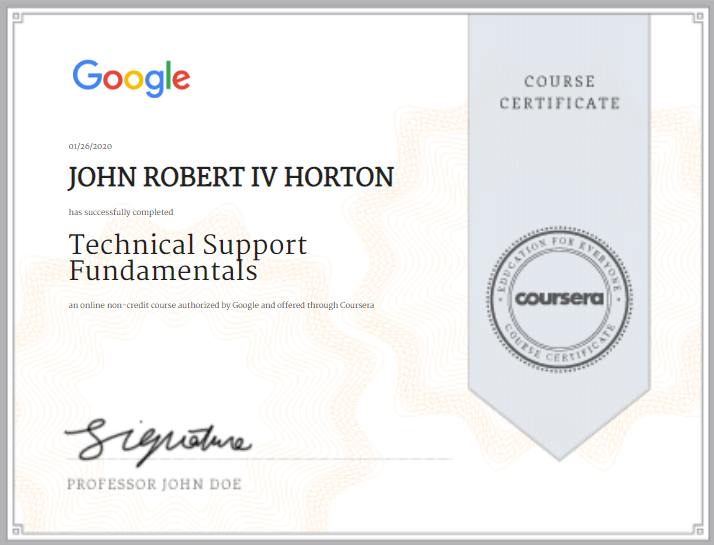 Google
COURSE
CERTIFICATE
01/26/2020
JOHN ROBERT IV HORTON
has successfully completed
Technical Support
Fundamentals
an online non-credit course authorized by Google and offered through Coursera
EDUCATION FOR EVERYONE
coursera
COURSE CERTIFICATE
Signature
PROFESSOR JOHN DOE